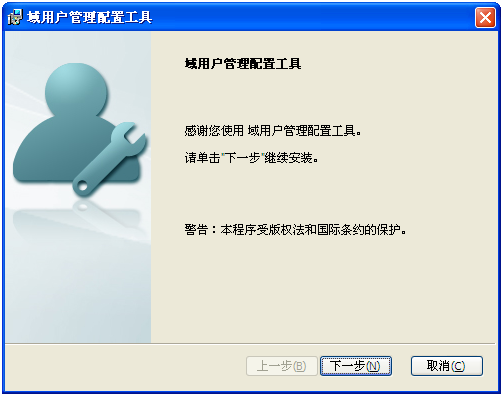 域用户管理配置工具
域用户管理配置工具
感谢您使用 域用户管理配置工具。
请单击"下一步"继续安装。
警告：本程序受版权法和国际条约的保护。
上一步(B) 下一步(N) 取消(C)